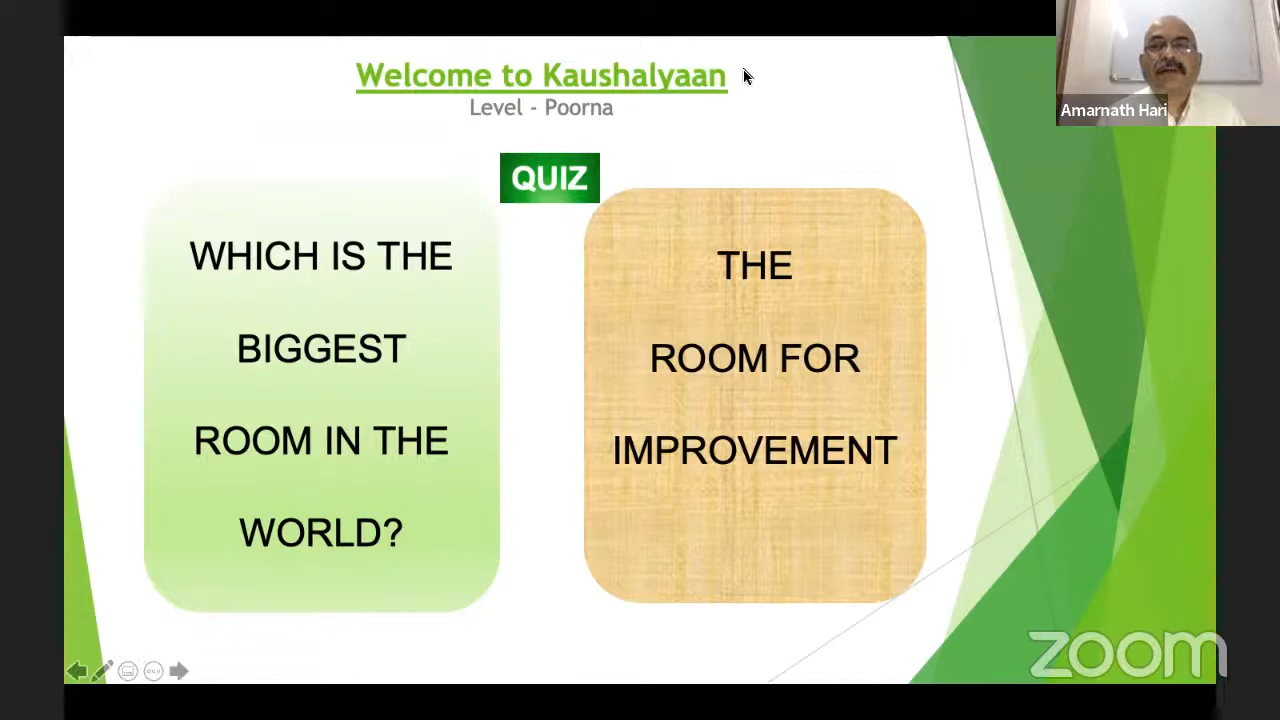 Welcome to Kaushalyaan
Level - Poorna
Amarnath Hari
QUIZ
WHICH IS THE
BIGGEST
ROOM IN THE
WORLD?
THE
ROOM FOR
IMPROVEMENT
zoom